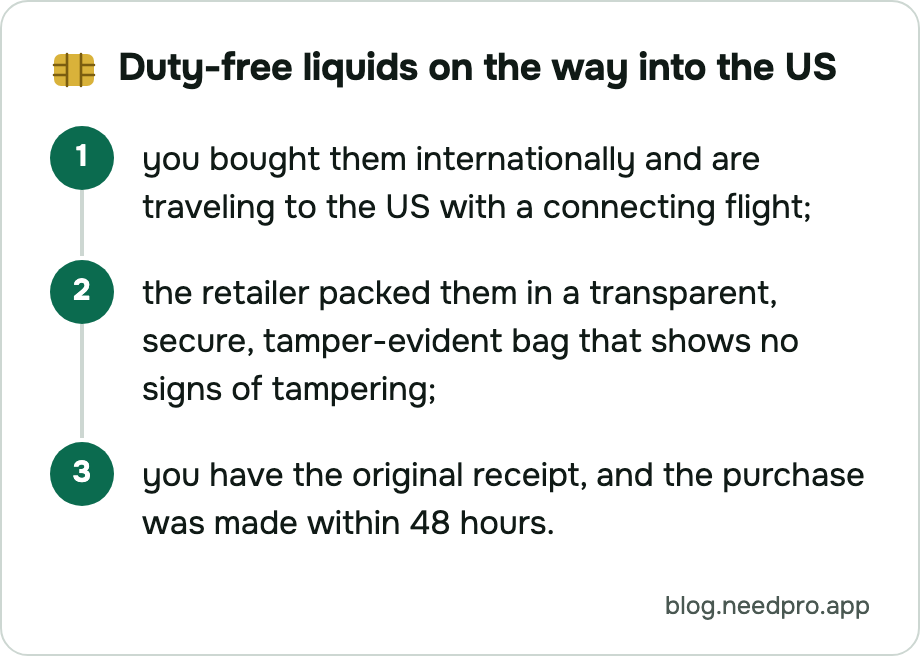 Duty-free liquids on the way into the US
1
you bought them internationally and are
traveling to the US with a connecting flight;
2
the retailer packed them in a transparent,
secure, tamper-evident bag that shows no
signs of tampering;
3
you have the original receipt, and the purchase
was made within 48 hours.
blog.needpro.app